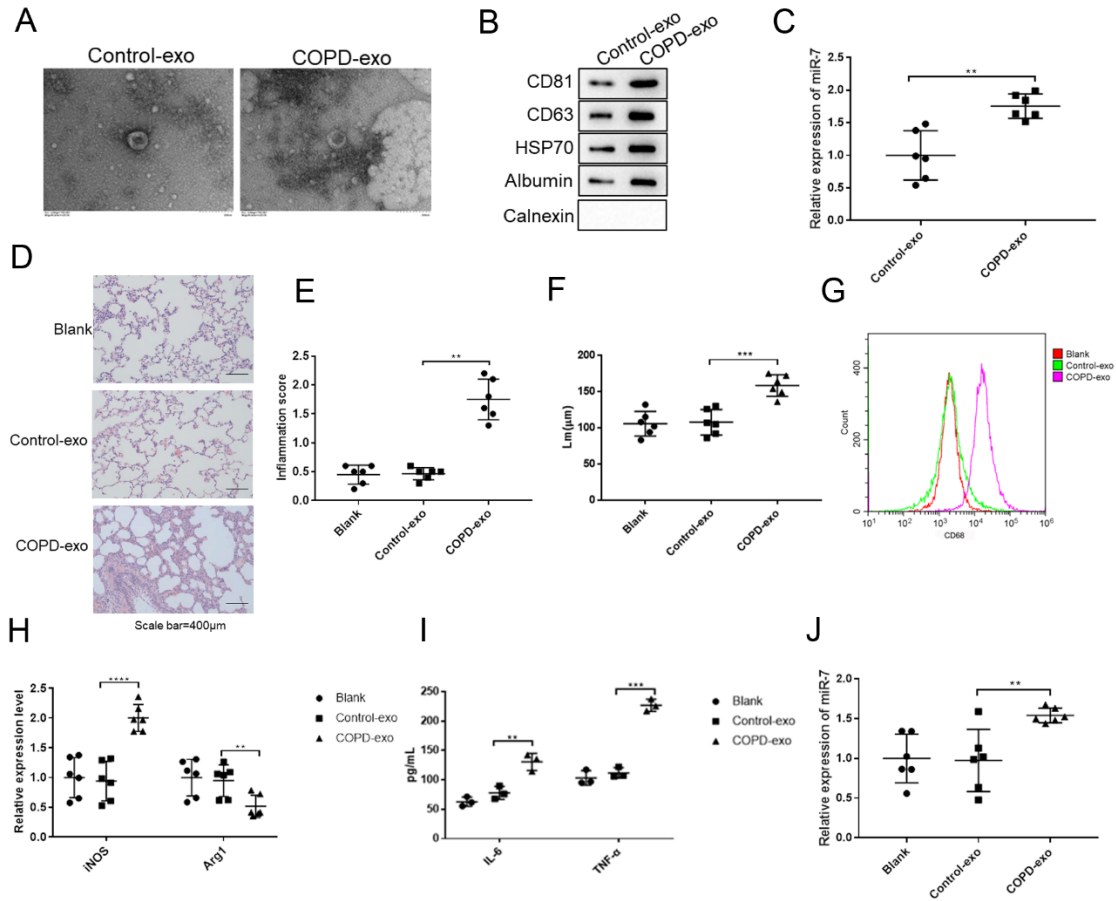 A
Control-exo
COPD-exo
B
Control-exo
COPD-exo
CD81
CD63
HSP70
Albumin
Calnexin
C
Relative expression of miR-7
2.5
2.0
1.5
1.0
0.5
0.0
**
Control-exo
COPD-exo
D
Blank
Control-exo
COPD-exo
Scale bar=400μm
E
Inflammation score
2.5
2.0
1.5
1.0
0.5
0.0
**
Blank
Control-exo
COPD-exo
F
Lm(μm)
200
150
100
50
0
***
Blank
Control-exo
COPD-exo
G
Count
400
200
0
10¹ 10² 10³ 10⁴ 10⁵ 10⁶
CD68
Blank
Control-exo
COPD-exo
H
Relative expression level
2.5
2.0
1.5
1.0
0.5
0.0
****
**
iNOS
Arg1
Blank
Control-exo
COPD-exo
I
pg/mL
250
200
150
100
50
0
**
***
IL-6
TNF-α
Blank
Control-exo
COPD-exo
J
Relative expression of miR-7
2.0
1.5
1.0
0.5
0.0
**
Blank
Control-exo
COPD-exo